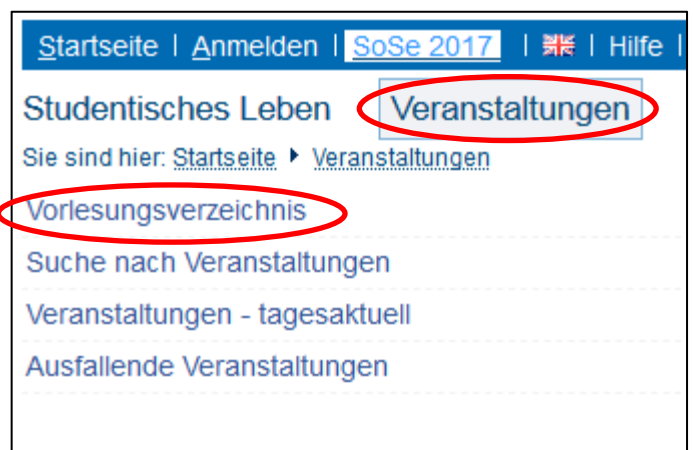 Startseite | Anmelden | SoSe 2017 | | Hilfe |
Studentisches Leben Veranstaltungen
Sie sind hier: Startseite ▸ Veranstaltungen
Vorlesungsverzeichnis
Suche nach Veranstaltungen
Veranstaltungen - tagesaktuell
Ausfallende Veranstaltungen